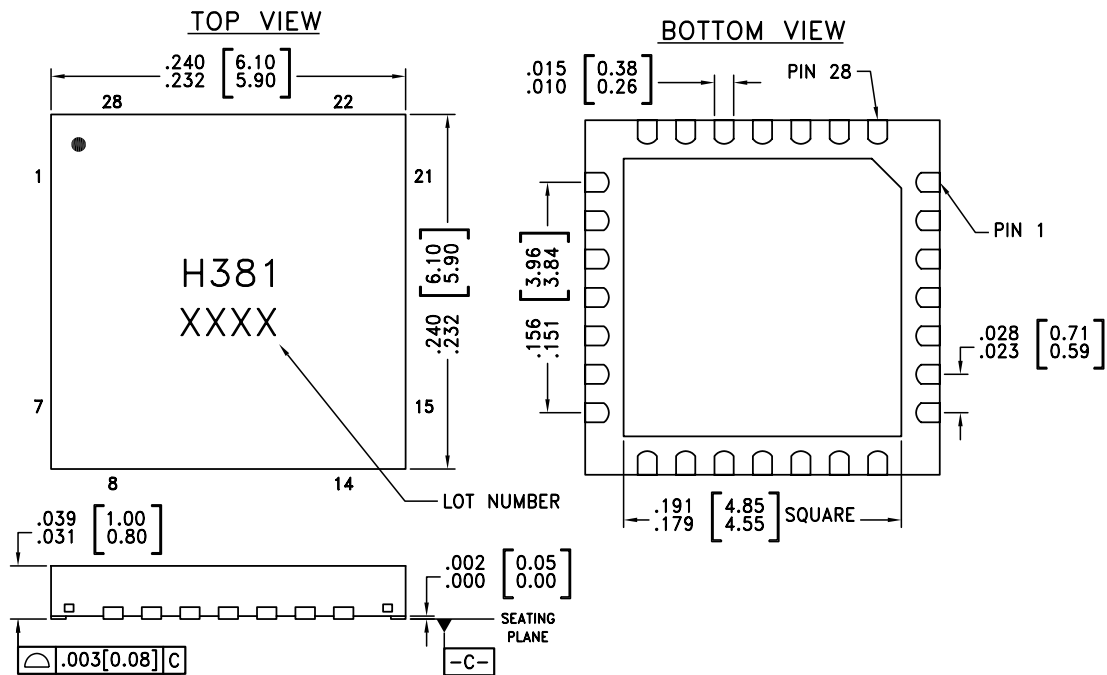 TOP VIEW
.240 [6.10]
.232 [5.90]
28 22
1 21
H381
XXXX
[6.10]
[5.90]
.240
.232
7 15
8 14
LOT NUMBER
.039 [1.00]
.031 [0.80]
.002 [0.05]
.000 [0.00]
SEATING
PLANE
.003[0.08] C
-C-
BOTTOM VIEW
.015 [0.38]
.010 [0.26]
PIN 28
PIN 1
[3.96]
[3.84]
.156
.151
.028 [0.71]
.023 [0.59]
.191 [4.85] SQUARE
.179 [4.55]